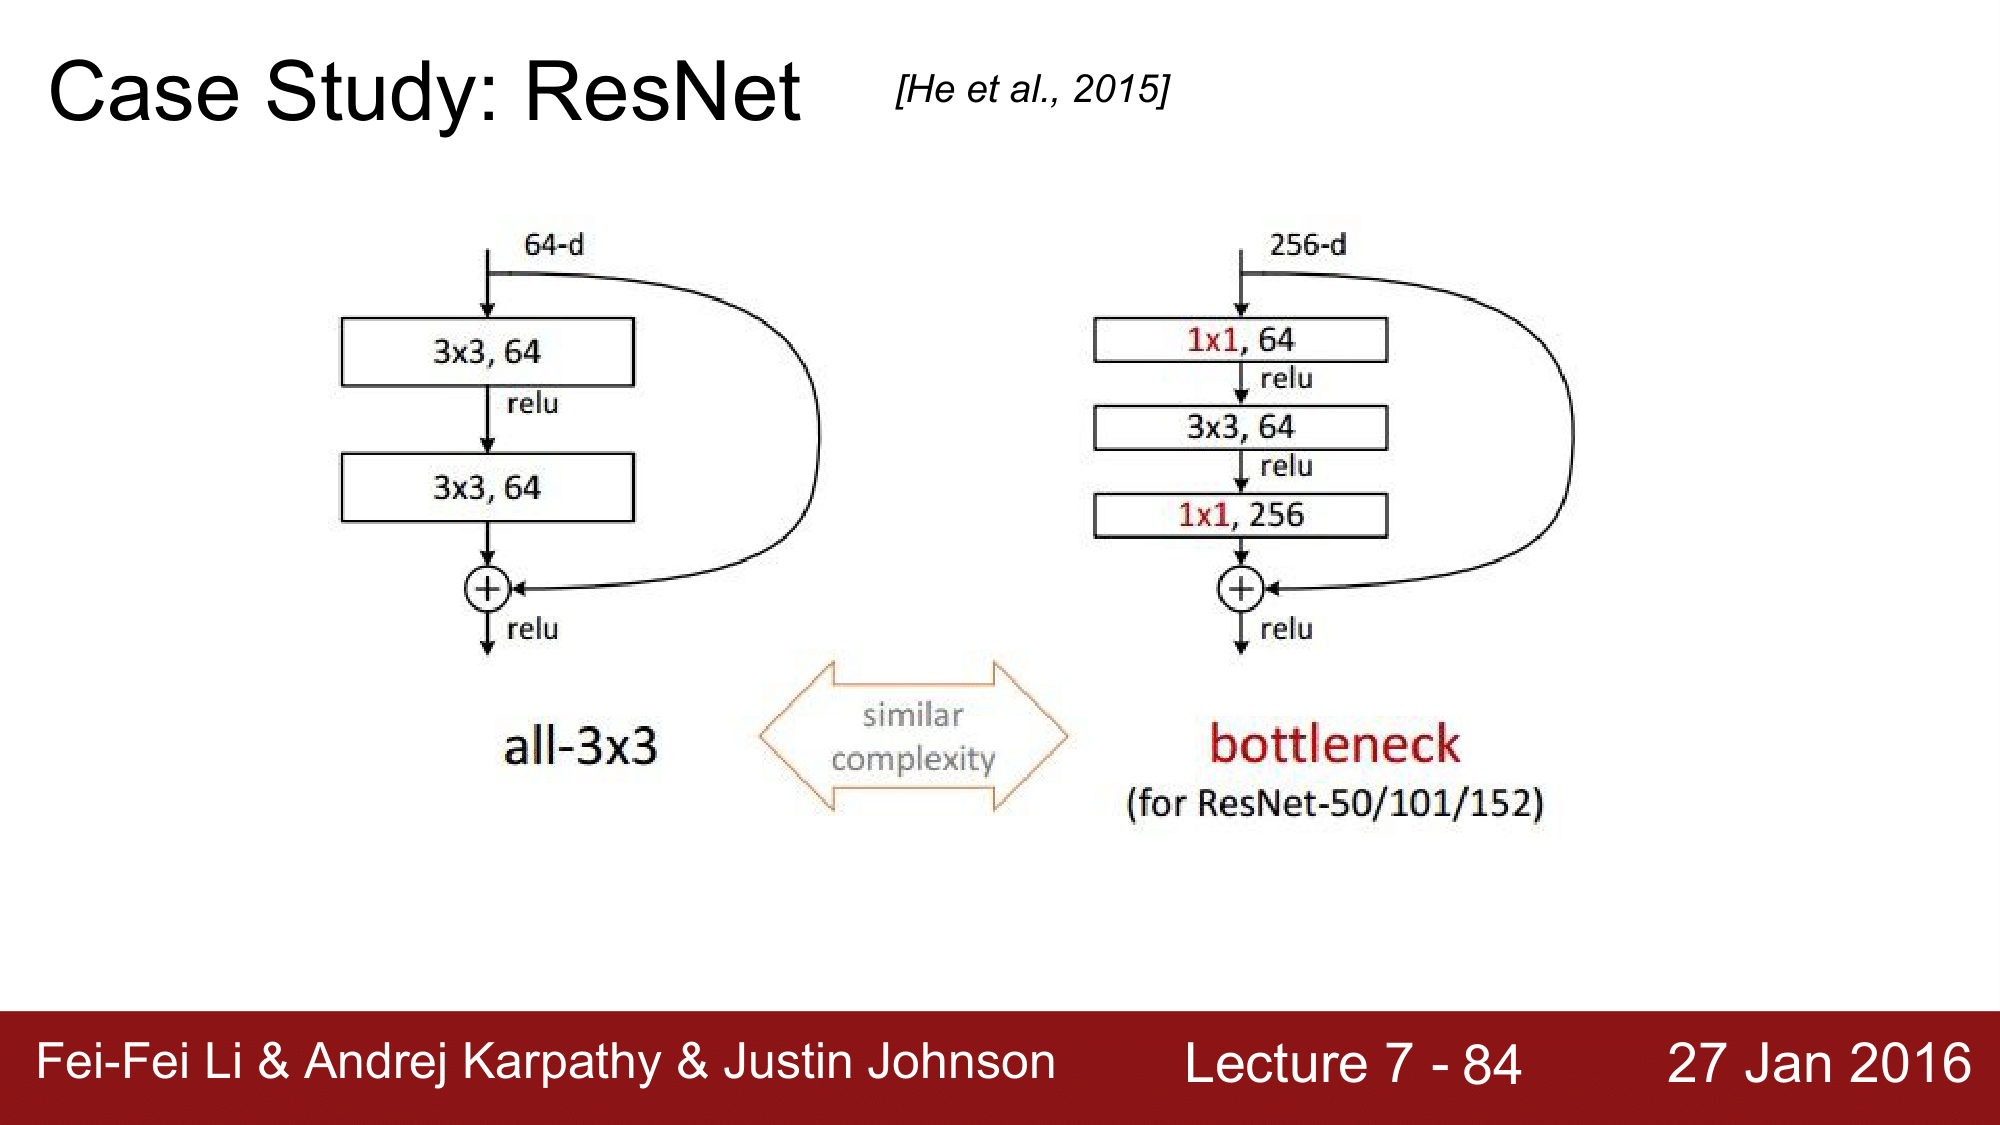 Case Study: ResNet
[He et al., 2015]
64-d
3x3, 64
relu
3x3, 64
relu
all-3x3
similar
complexity
256-d
1x1, 64
relu
3x3, 64
relu
1x1, 256
relu
bottleneck
(for ResNet-50/101/152)
Fei-Fei Li & Andrej Karpathy & Justin Johnson
Lecture 7 - 84
27 Jan 2016